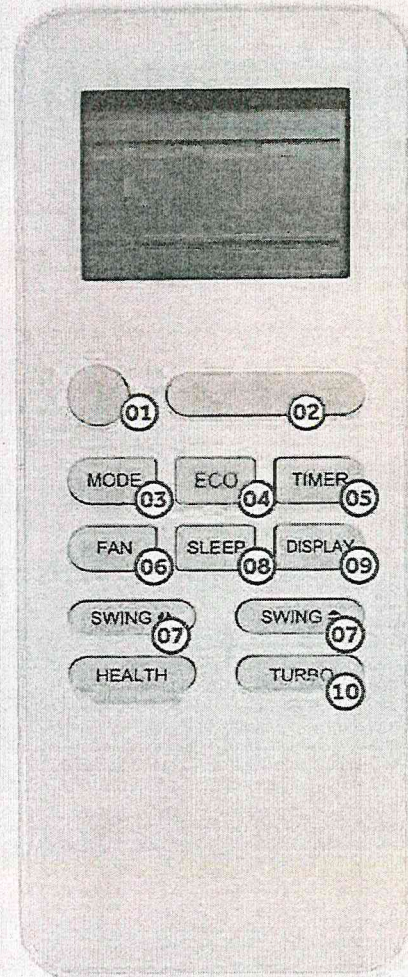 01 02
MODE ECO TIMER
03 04 05
FAN SLEEP DISPLAY
06 08 09
SWING SWING
07 07
HEALTH TURBO
10